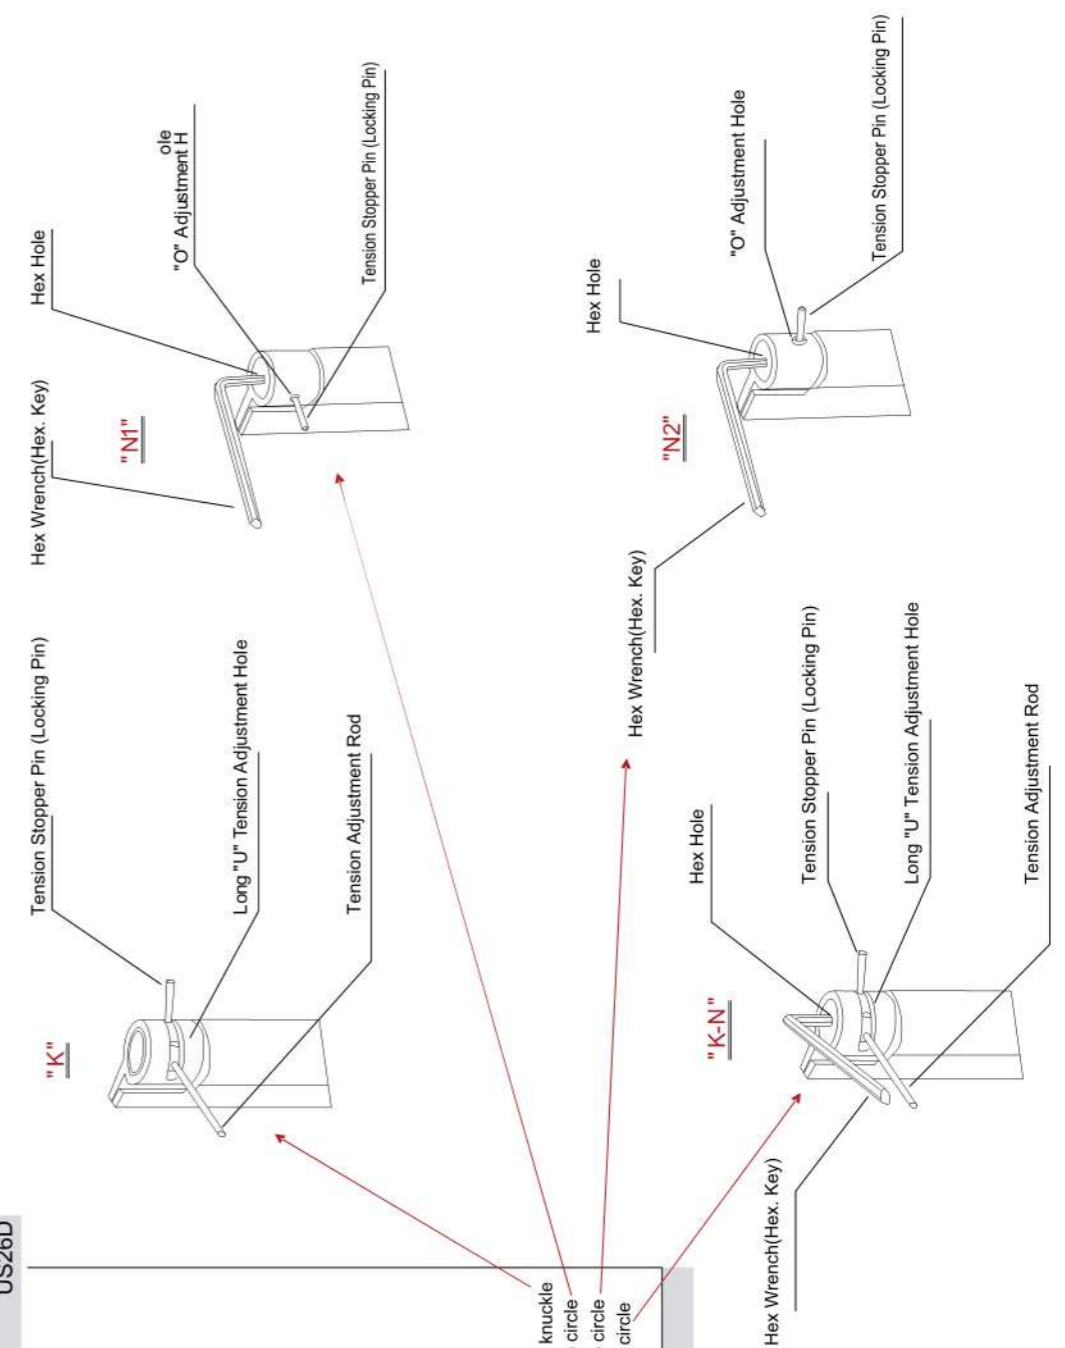 US26D
knuckle
circle
circle
circle
"K"
Tension Stopper Pin (Locking Pin)
Long "U" Tension Adjustment Hole
Tension Adjustment Rod
"N1"
Hex Wrench(Hex. Key)
Hex Hole
"O" Adjustment H
ole
Tension Stopper Pin (Locking Pin)
"K-N"
Hex Wrench(Hex. Key)
Hex Hole
Tension Stopper Pin (Locking Pin)
Long "U" Tension Adjustment Hole
Tension Adjustment Rod
"N2"
Hex Wrench(Hex. Key)
Hex Hole
"O" Adjustment Hole
Tension Stopper Pin (Locking Pin)